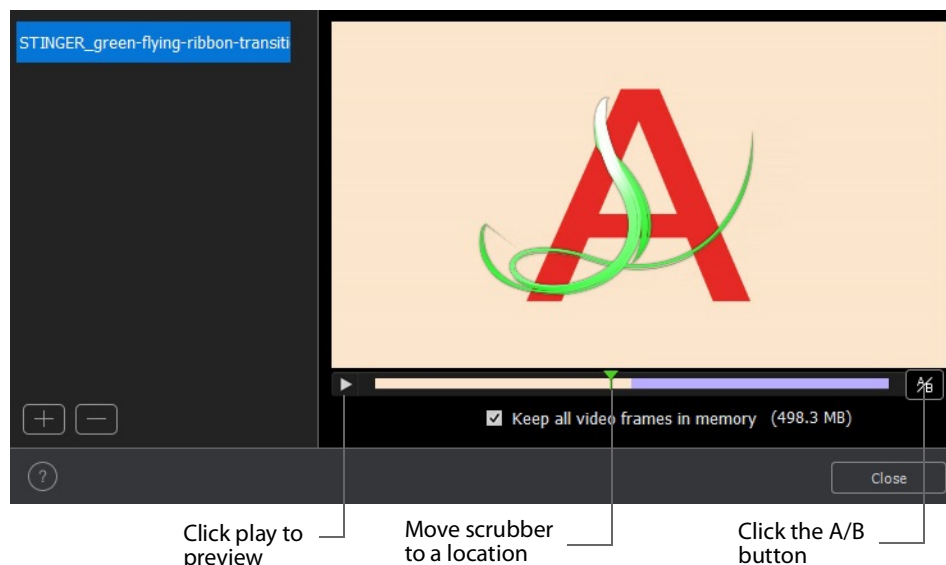 STINGER_green-flying-ribbon-transiti
A
A/B
Keep all video frames in memory (498.3 MB)
?
Close
Click play to
preview
Move scrubber
to a location
Click the A/B
button